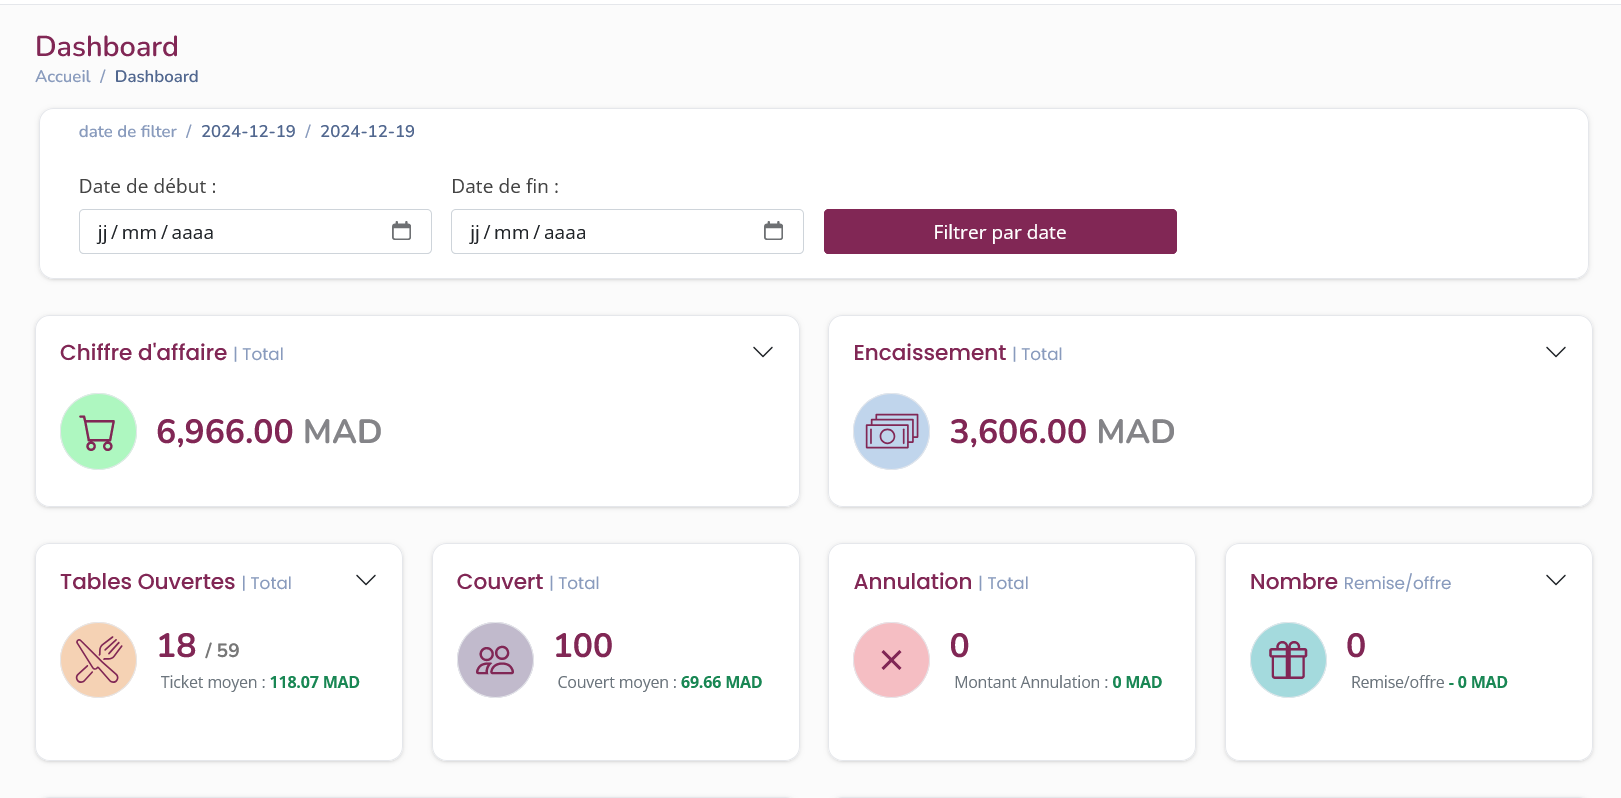 Dashboard
Accueil / Dashboard
date de filter / 2024-12-19 / 2024-12-19
Date de début :
Date de fin :
jj/mm/aaaa
jj/mm/aaaa
Filtrer par date
Chiffre d'affaire | Total
6,966.00 MAD
Encaissement | Total
3,606.00 MAD
Tables Ouvertes | Total
18 / 59
Ticket moyen : 118.07 MAD
Couvert | Total
100
Couvert moyen : 69.66 MAD
Annulation | Total
0
Montant Annulation : 0 MAD
Nombre Remise/offre
0
Remise/offre - 0 MAD